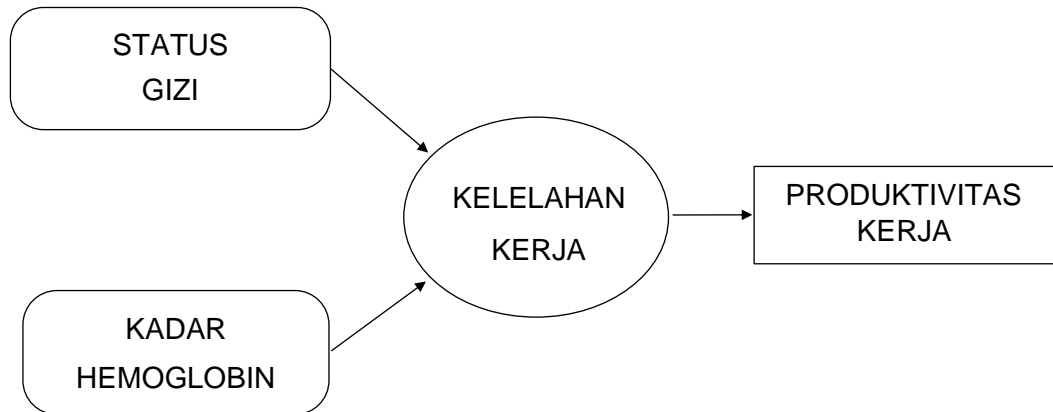 STATUS
GIZI
KELELAHAN
KERJA
PRODUKTIVITAS
KERJA
KADAR
HEMOGLOBIN